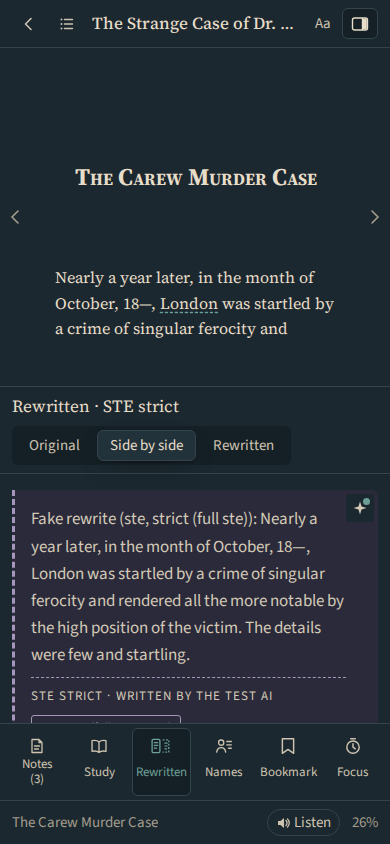 The Strange Case of Dr. ...
Aa
The Carew Murder Case
Nearly a year later, in the month of
October, 18—, London was startled by
a crime of singular ferocity and
Rewritten · STE strict
Original
Side by side
Rewritten
Fake rewrite (ste, strict (full ste)): Nearly a
year later, in the month of October, 18—,
London was startled by a crime of singular
ferocity and rendered all the more notable by
the high position of the victim. The details
were few and startling.
STE STRICT · WRITTEN BY THE TEST AI
Notes
(3)
Study
Rewritten
Names
Bookmark
Focus
The Carew Murder Case
Listen
26%